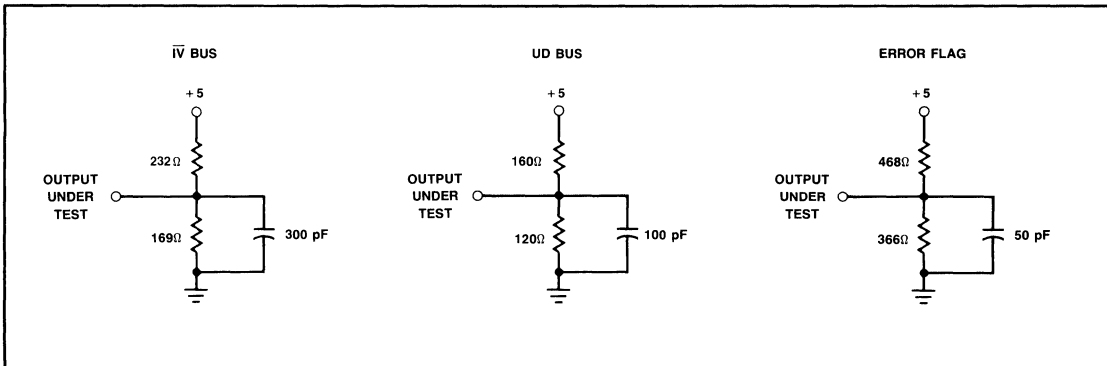 I̅V̅ BUS
+ 5
232Ω
OUTPUT
UNDER
TEST
169Ω
300 pF
UD BUS
+ 5
160Ω
OUTPUT
UNDER
TEST
120Ω
100 pF
ERROR FLAG
+ 5
468Ω
OUTPUT
UNDER
TEST
366Ω
50 pF